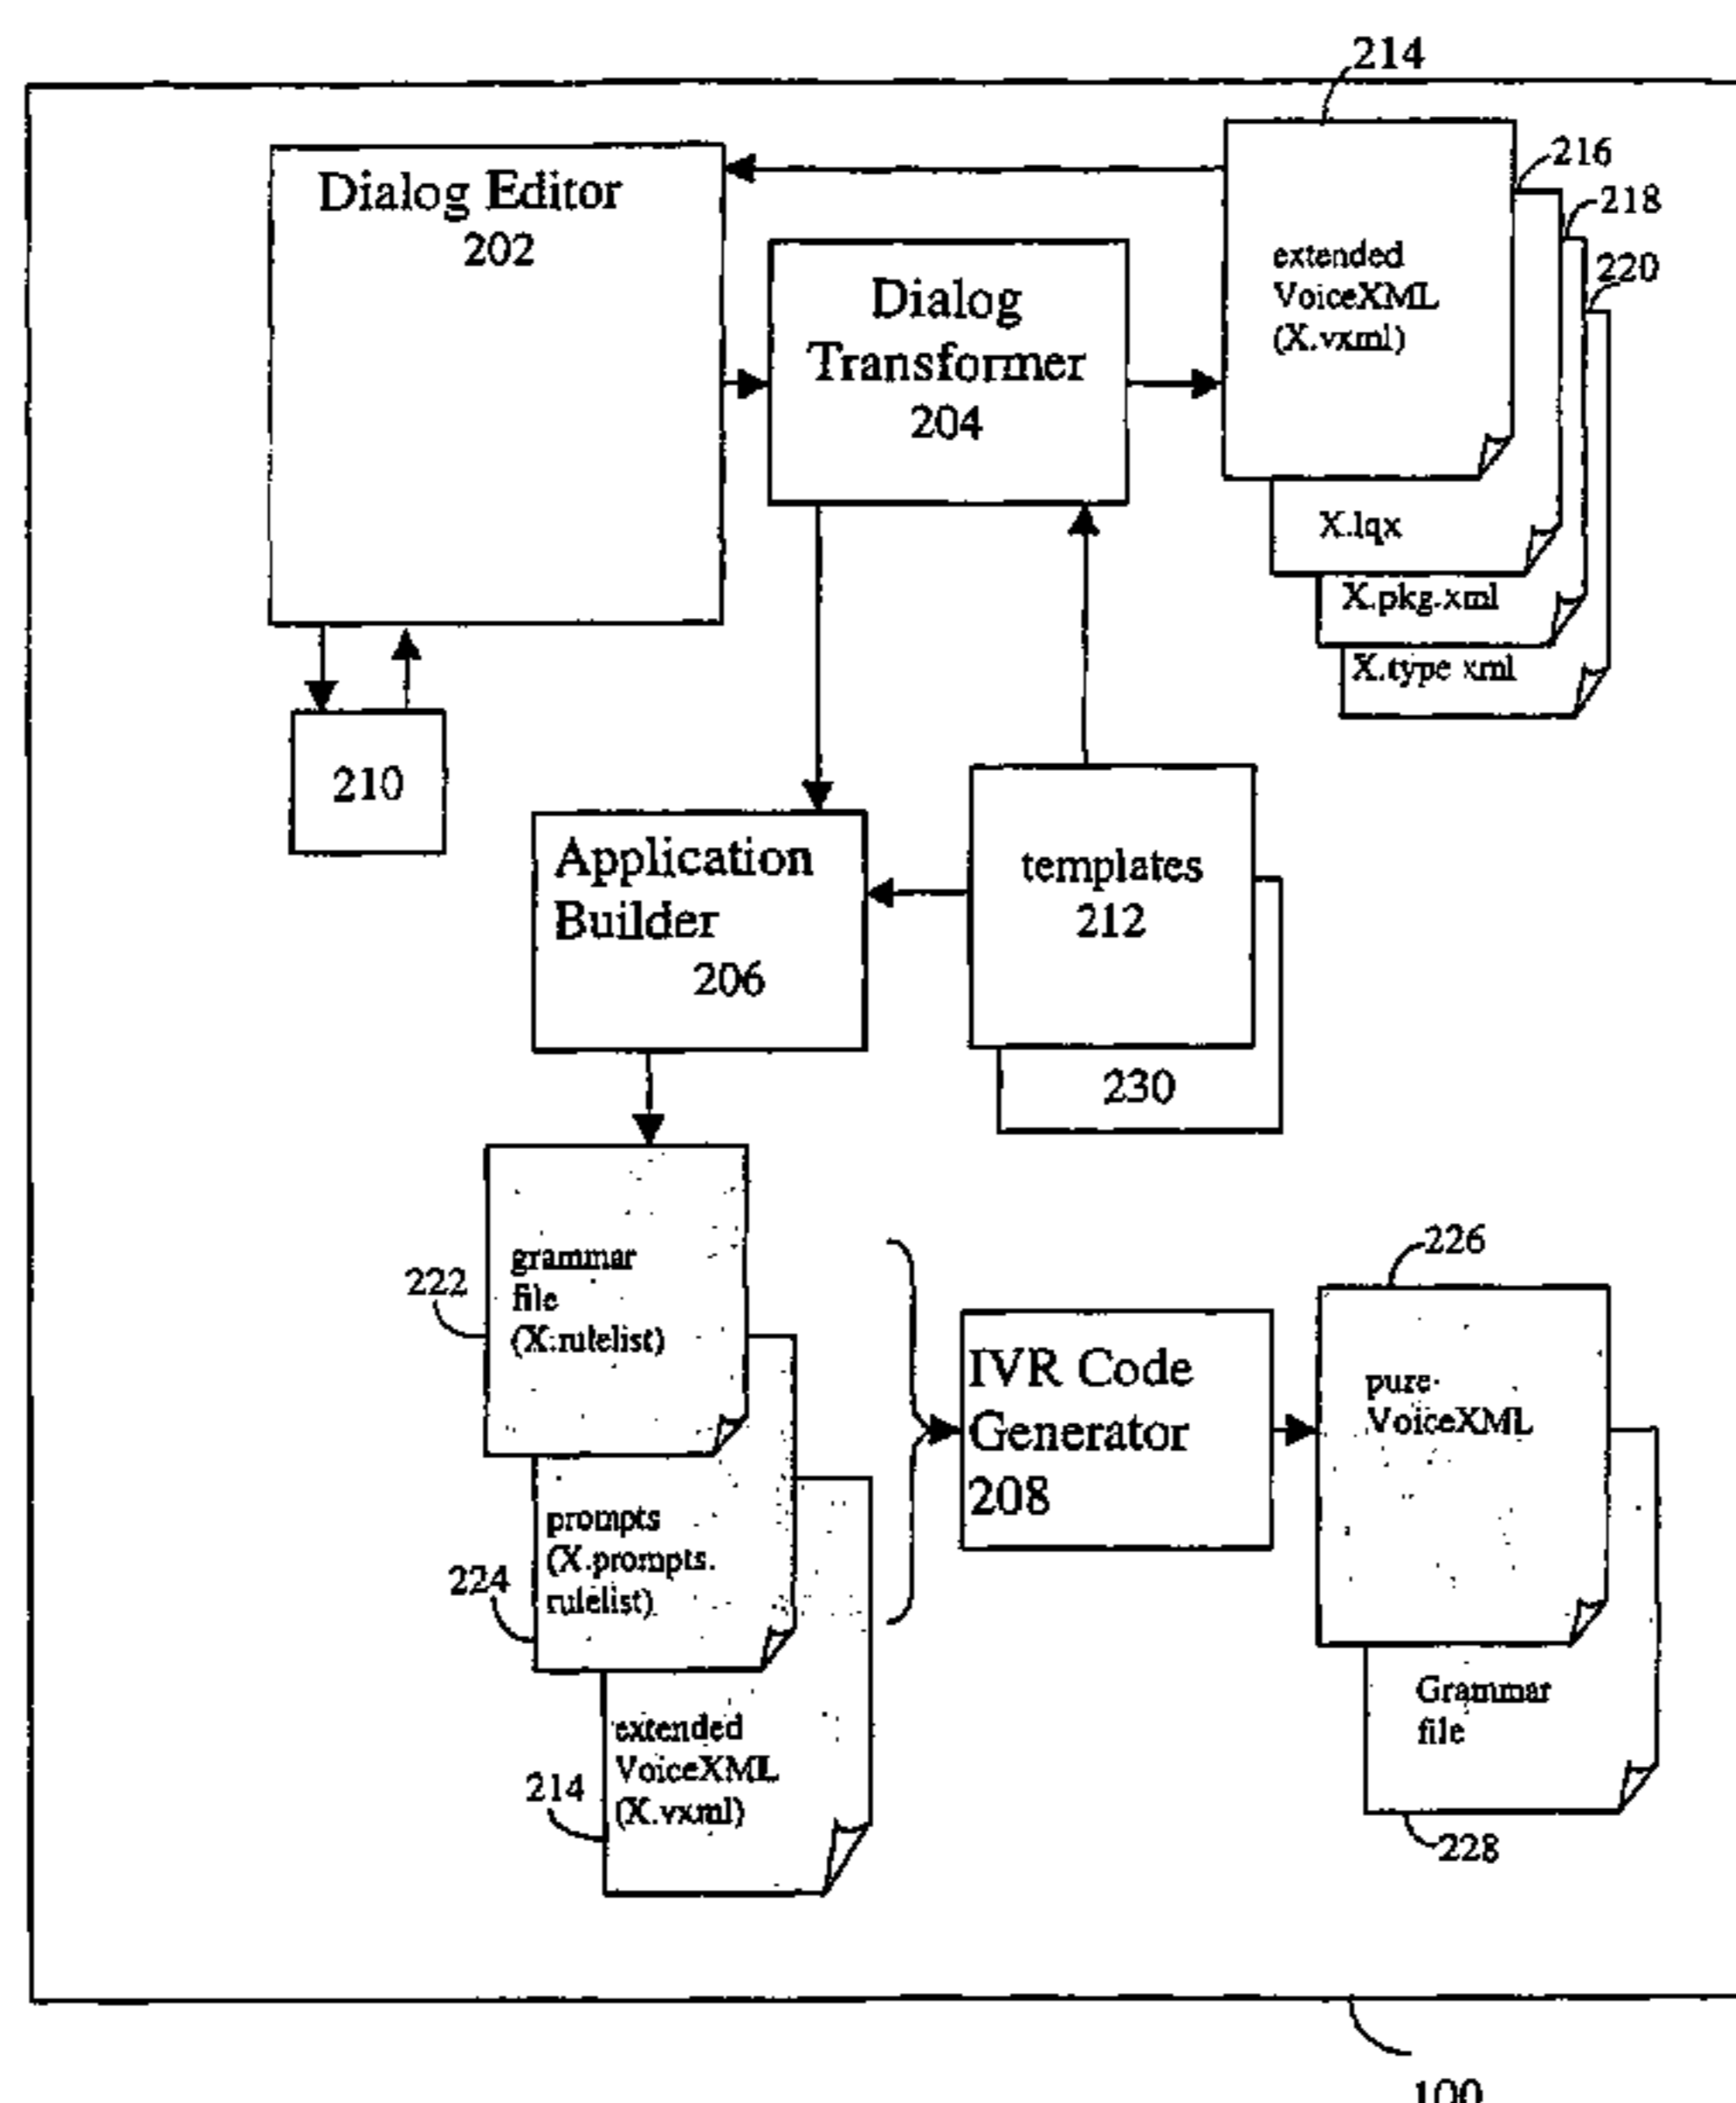 214
216
218
220
Dialog Editor
202
Dialog
Transformer
204
extended
VoiceXML
(X.vxml)
X.lqx
X.pkg.xml
X.type xml
210
Application
Builder
206
templates
212
230
222
grammar
file
(X.rulelist)
224
prompts
(X.prompts.
rulelist)
214
extended
VoiceXML
(X.vxml)
IVR Code
Generator
208
226
pure
VoiceXML
Grammar
file
228
100